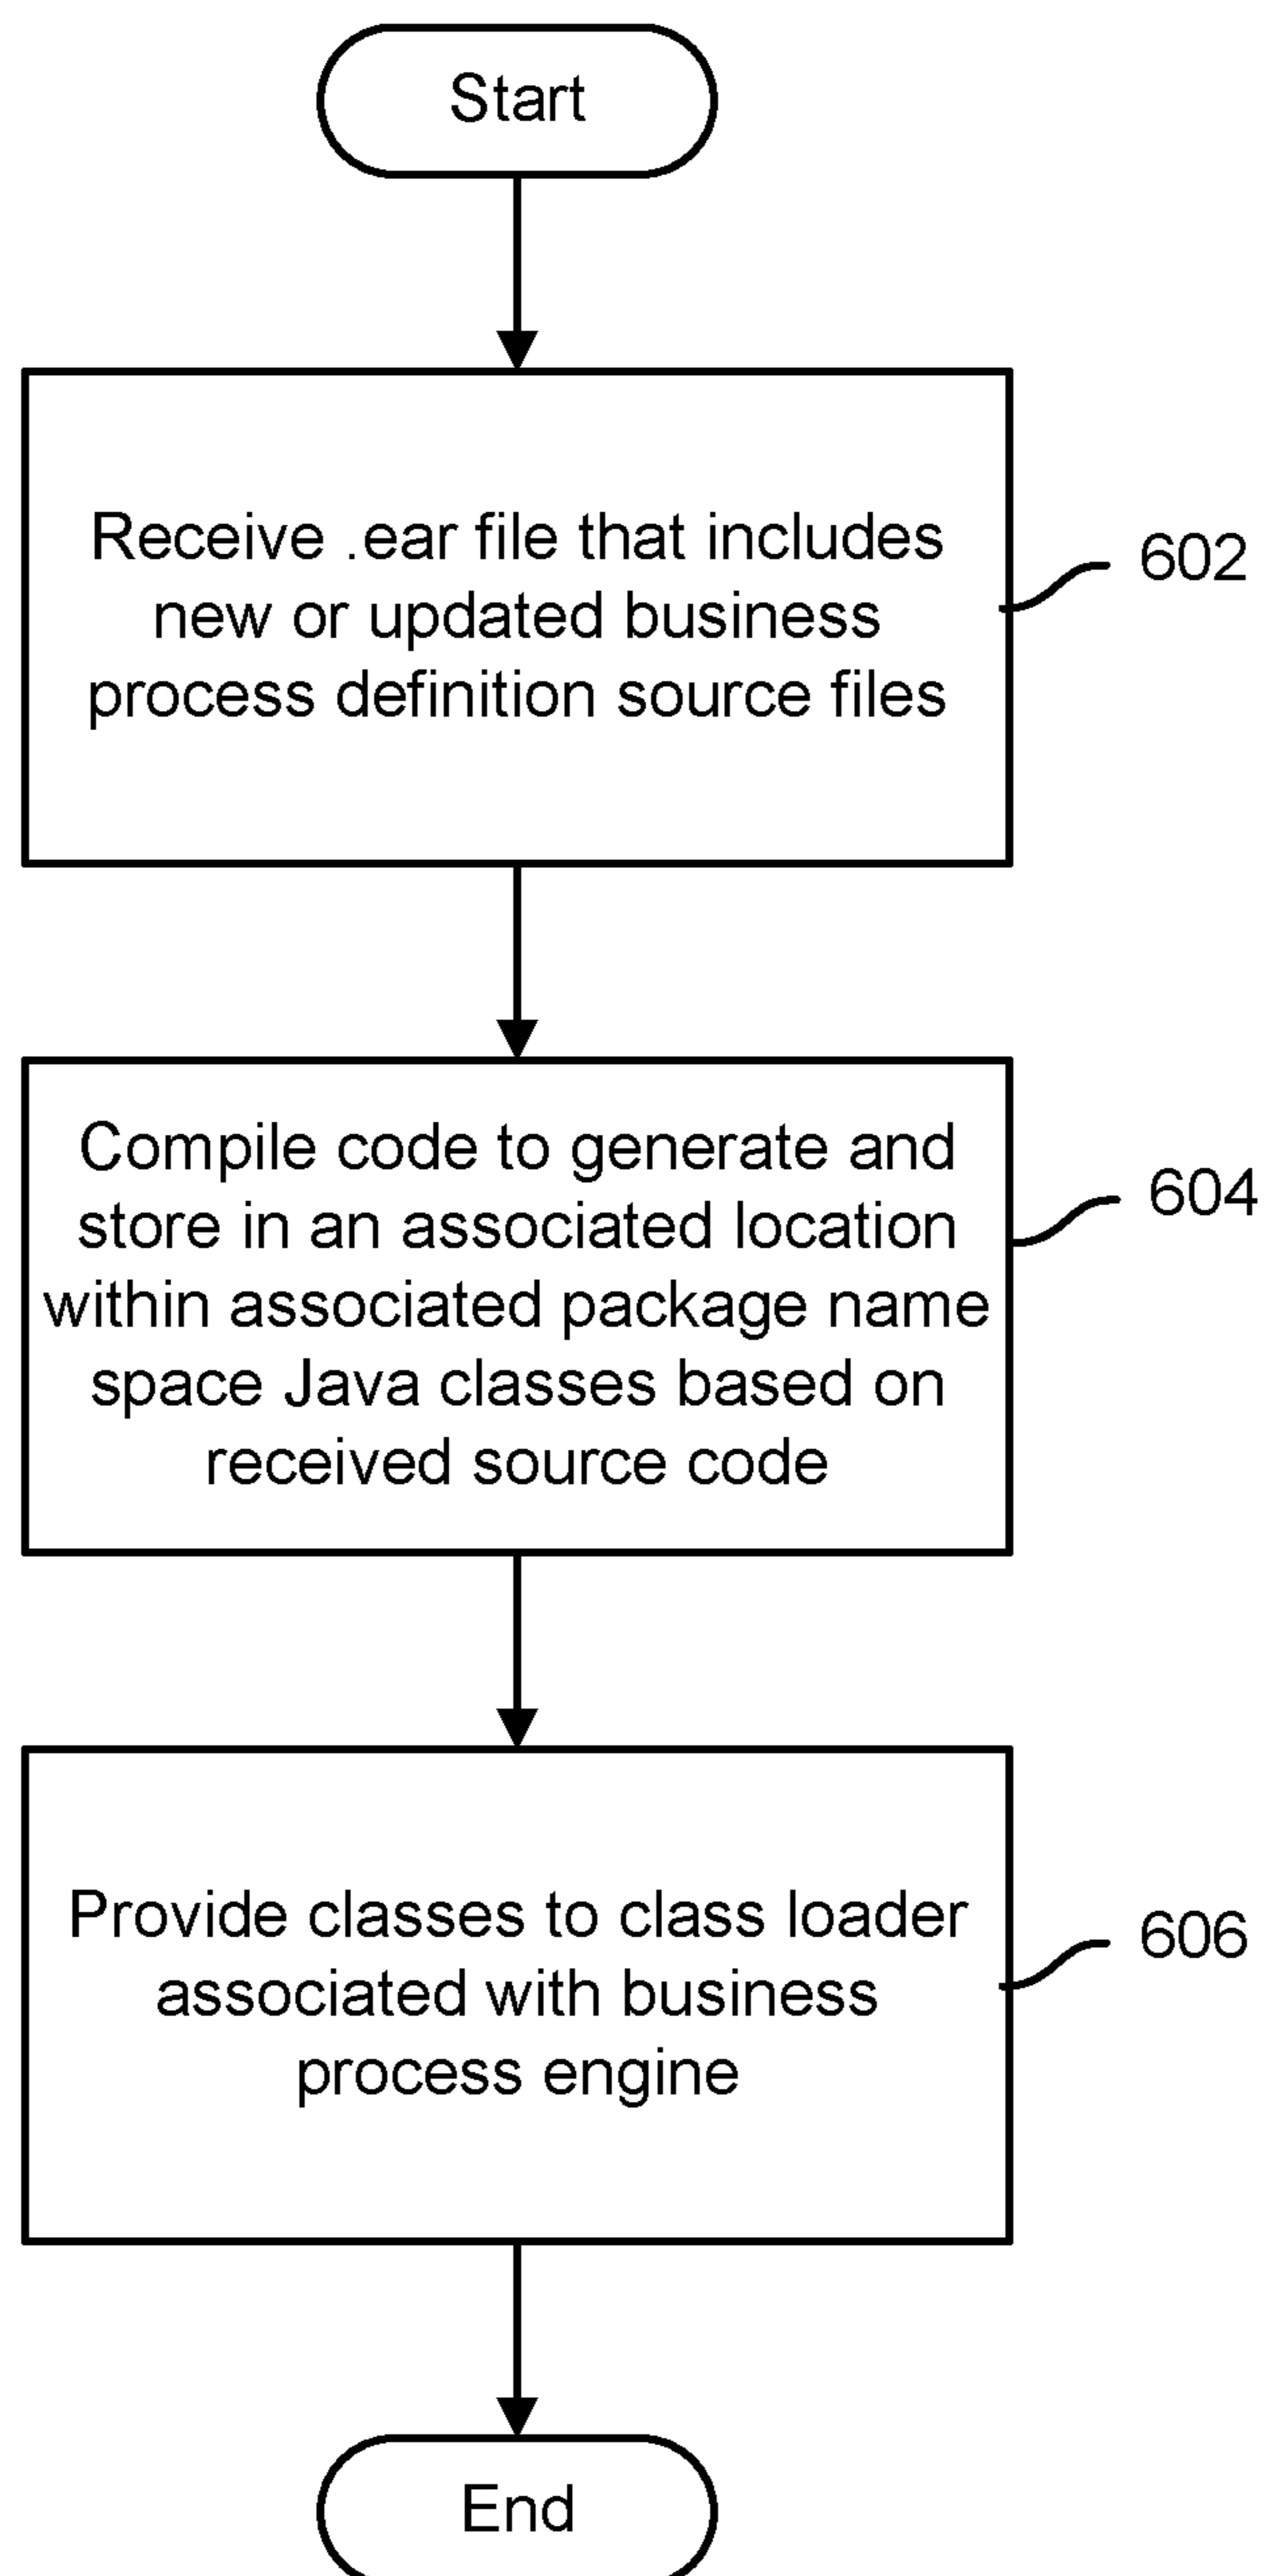 Start
Receive .ear file that includes
new or updated business
process definition source files
602
Compile code to generate and
store in an associated location
within associated package name
space Java classes based on
received source code
604
Provide classes to class loader
associated with business
process engine
606
End